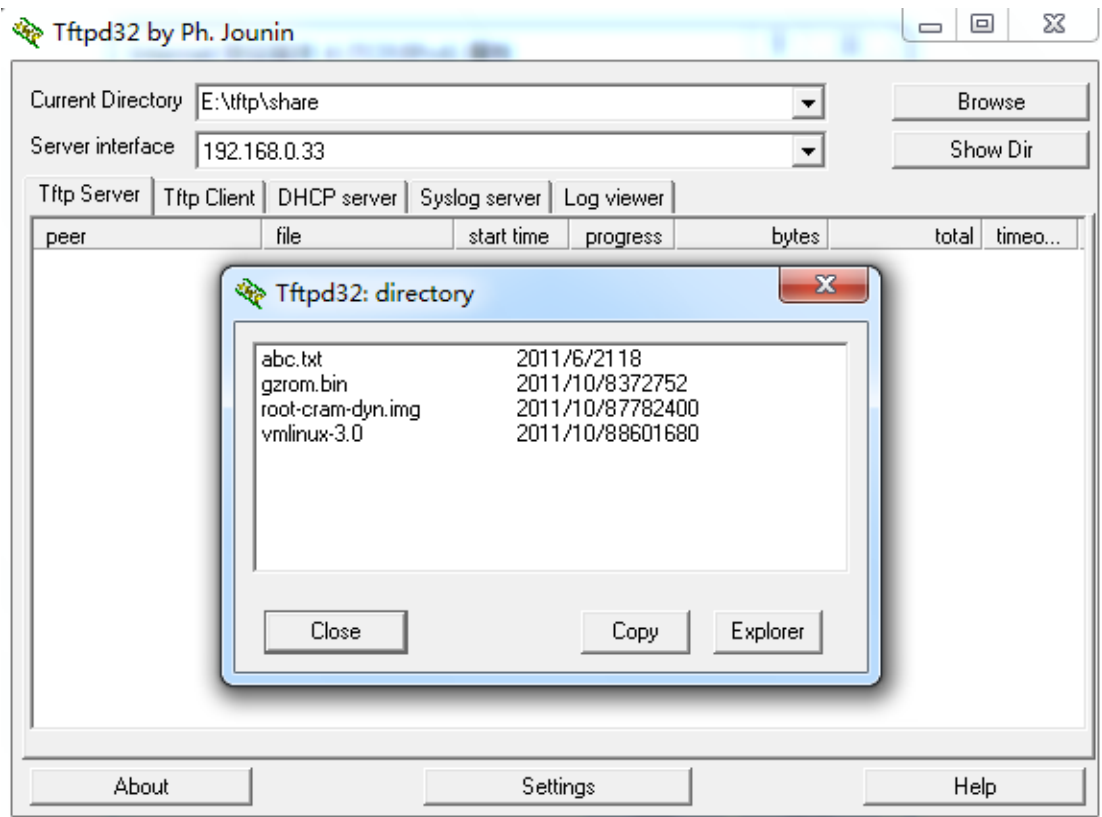 Tftpd32 by Ph. Jounin
Current Directory E:\tftp\share Browse
Server interface 192.168.0.33 Show Dir
Tftp Server Tftp Client DHCP server Syslog server Log viewer
peer file start time progress bytes total timeo...
Tftpd32: directory
abc.txt 2011/6/2118
gzrom.bin 2011/10/8372752
root-cram-dyn.img 2011/10/87782400
vmlinux-3.0 2011/10/88601680
Close Copy Explorer
About Settings Help